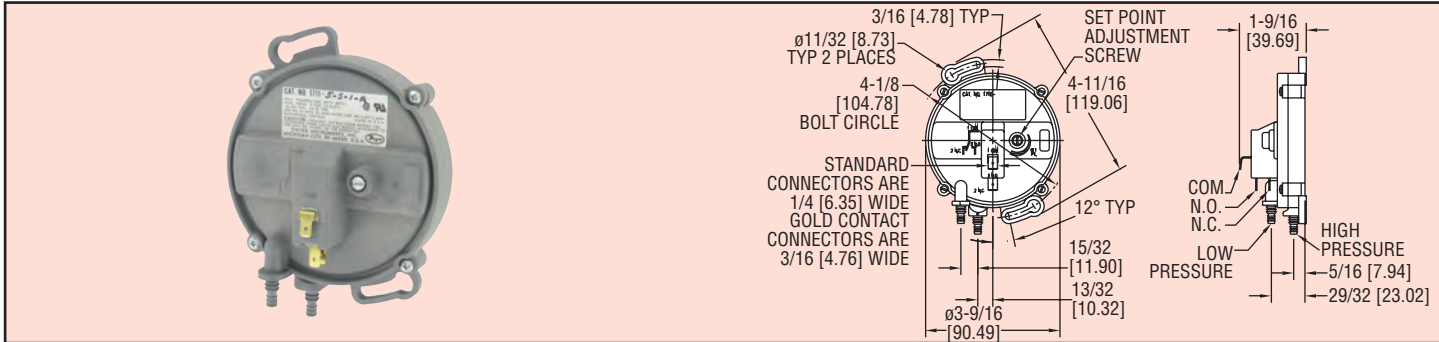 3/16 [4.78] TYP
ø11/32 [8.73]
TYP 2 PLACES
SET POINT
ADJUSTMENT
SCREW
4-1/8
[104.78]
BOLT CIRCLE
4-11/16
[119.06]
STANDARD
CONNECTORS ARE
1/4 [6.35] WIDE
GOLD CONTACT
CONNECTORS ARE
3/16 [4.76] WIDE
12° TYP
15/32
[11.90]
13/32
[10.32]
ø3-9/16
[90.49]
1-9/16
[39.69]
COM.
N.O.
N.C.
LOW
PRESSURE
HIGH
PRESSURE
5/16 [7.94]
29/32 [23.02]
CAT. NO. 1711-